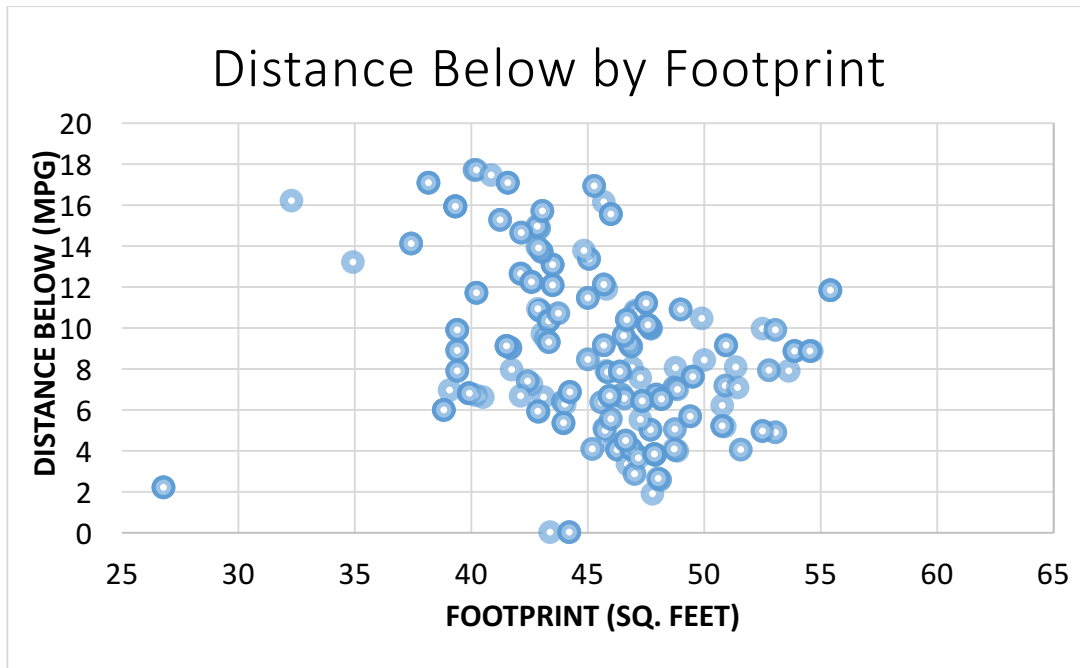 Distance Below by Footprint
DISTANCE BELOW (MPG)
20
18
16
14
12
10
8
6
4
2
0
25 30 35 40 45 50 55 60 65
FOOTPRINT (SQ. FEET)